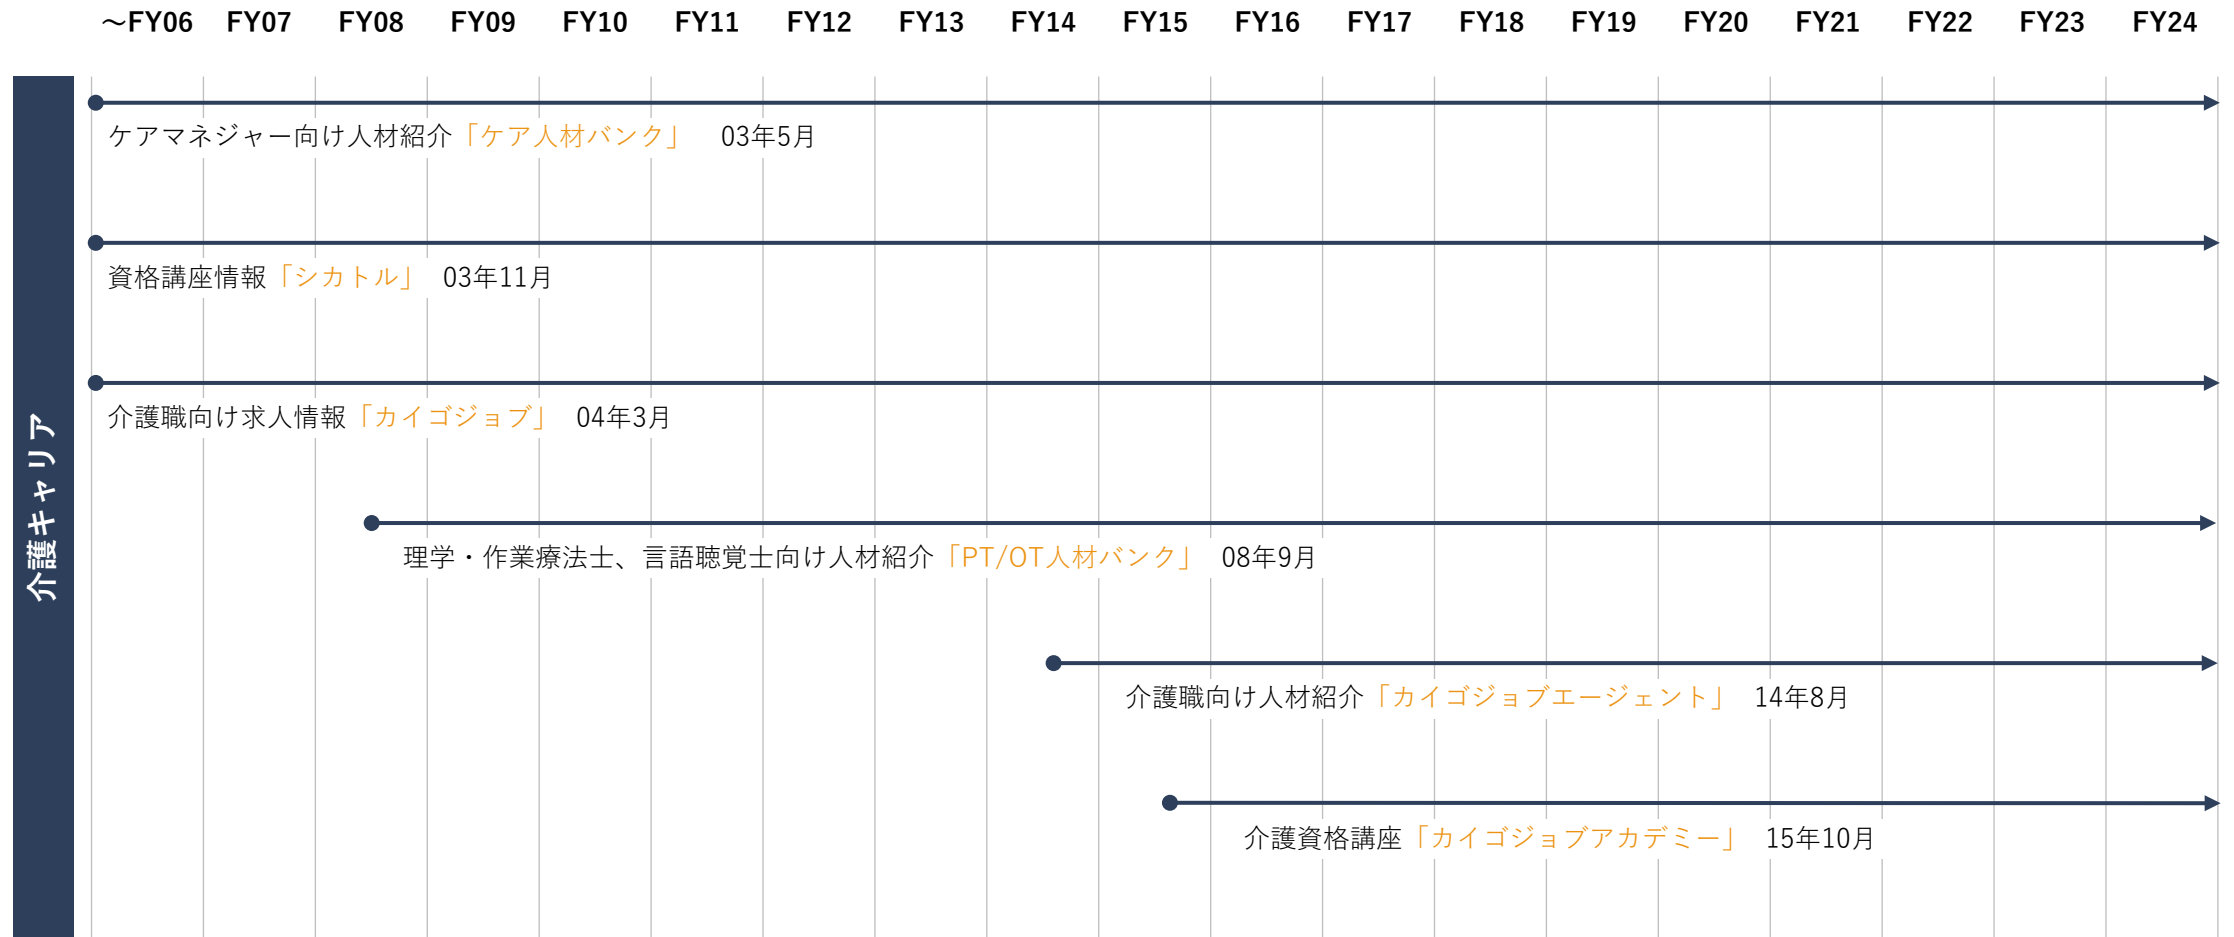 ～FY06 FY07 FY08 FY09 FY10 FY11 FY12 FY13 FY14 FY15 FY16 FY17 FY18 FY19 FY20 FY21 FY22 FY23 FY24
介護キャリア
ケアマネジャー向け人材紹介「ケア人材バンク」 03年5月
資格講座情報「シカトル」 03年11月
介護職向け求人情報「カイゴジョブ」 04年3月
理学・作業療法士、言語聴覚士向け人材紹介「PT/OT人材バンク」 08年9月
介護職向け人材紹介「カイゴジョブエージェント」 14年8月
介護資格講座「カイゴジョブアカデミー」 15年10月